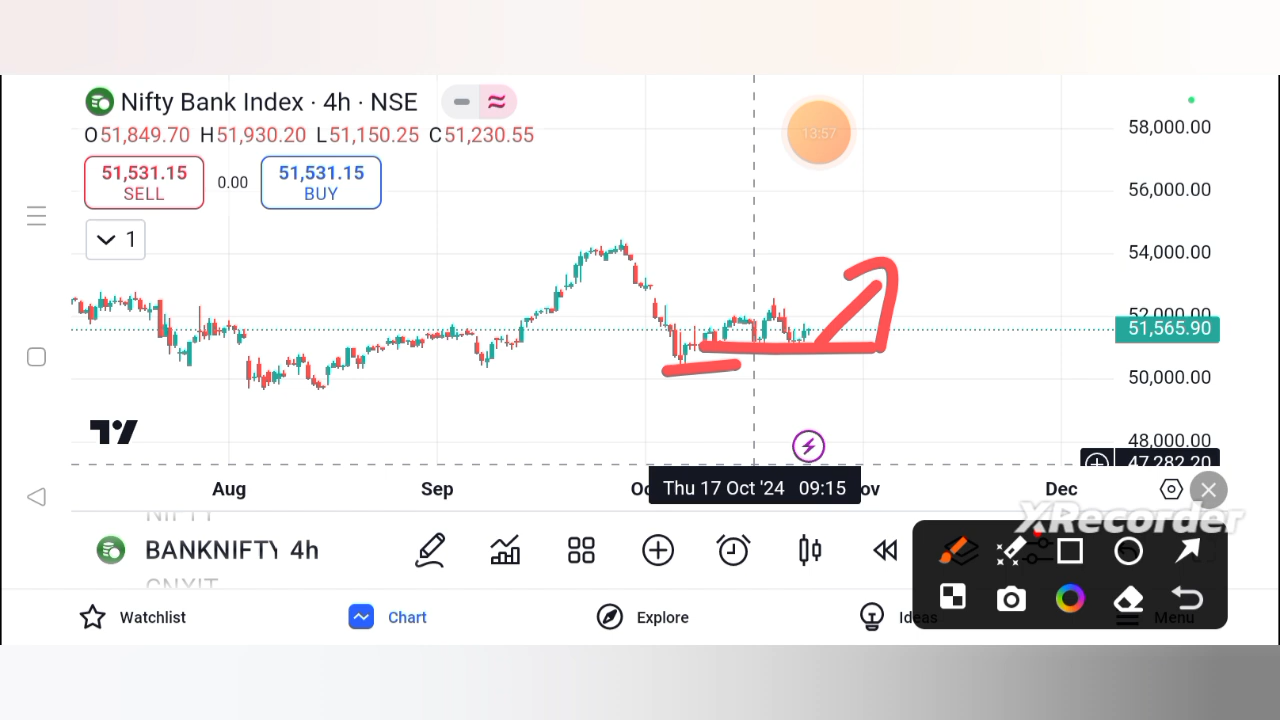 Nifty Bank Index · 4h · NSE
O51,849.70 H51,930.20 L51,150.25 C51,230.55
51,531.15
SELL
0.00
51,531.15
BUY
1
13:57
58,000.00
56,000.00
54,000.00
52,000.00
51,565.90
50,000.00
48,000.00
47,282.20
Aug
Sep
Thu 17 Oct '24 09:15
Dec
XRecorder
NIFTY
BANKNIFTY 4h
CNXIT
Watchlist
Chart
Explore
Ideas
Menu